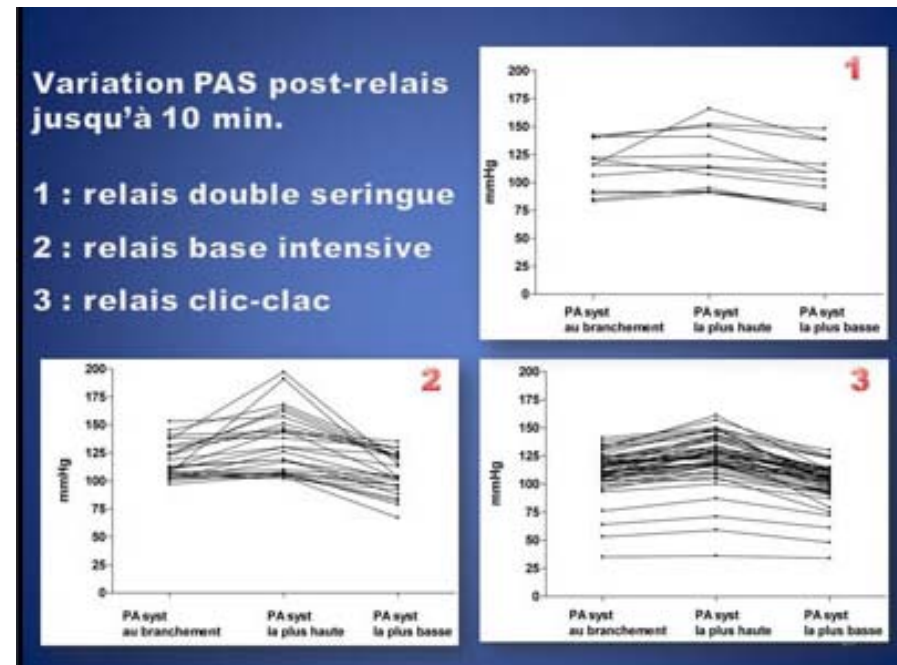 Variation PAS post-relais
jusqu'à 10 min.
1 : relais double seringue
2 : relais base intensive
3 : relais clic-clac
1
200
175
150
125
100
75
50
25
0
mmHg
PA syst
au branchement
PA syst
la plus haute
PA syst
la plus basse
2
200
175
150
125
100
75
50
25
0
mmHg
PA syst
au branchement
PA syst
la plus haute
PA syst
la plus basse
3
200
175
150
125
100
75
50
25
0
mmHg
PA syst
au branchement
PA syst
la plus haute
PA syst
la plus basse